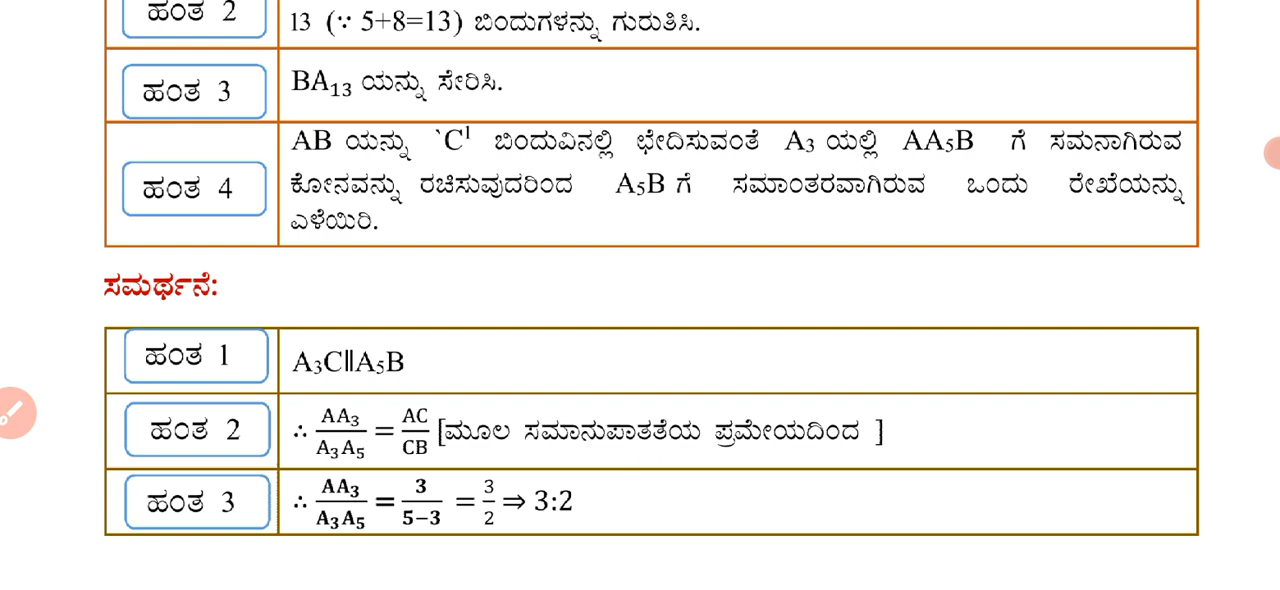 ಹಂತ 2
13 (∵ 5+8=13) ಬಿಂದುಗಳನ್ನು ಗುರುತಿಸಿ.
ಹಂತ 3
BA₁₃ ಯನ್ನು ಸೇರಿಸಿ.
ಹಂತ 4
AB ಯನ್ನು `C¹ ಬಿಂದುವಿನಲ್ಲಿ ಛೇದಿಸುವಂತೆ A₃ ಯಲ್ಲಿ AA₅B ಗೆ ಸಮನಾಗಿರುವ
ಕೋನವನ್ನು ರಚಿಸುವುದರಿಂದ A₅B ಗೆ ಸಮಾಂತರವಾಗಿರುವ ಒಂದು ರೇಖೆಯನ್ನು
ಎಳೆಯಿರಿ.
ಸಮರ್ಥನೆ:
ಹಂತ 1
A₃C∥A₅B
ಹಂತ 2
∴ AA₃/A₃A₅ = AC/CB [ಮೂಲ ಸಮಾನುಪಾತತೆಯ ಪ್ರಮೇಯದಿಂದ ]
ಹಂತ 3
∴ AA₃/A₃A₅ = 3/5−3 = 3/2 ⇒ 3:2